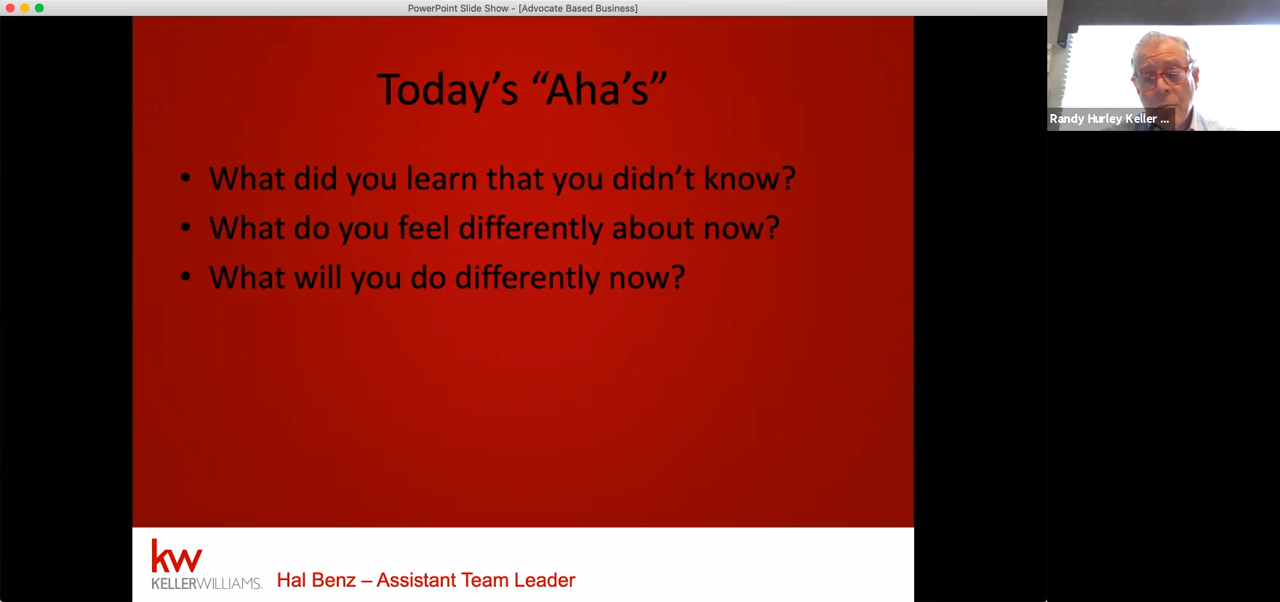 PowerPoint Slide Show - [Advocate Based Business]
Today’s “Aha’s”
• What did you learn that you didn’t know?
• What do you feel differently about now?
• What will you do differently now?
Randy Hurley Keller ...
kw
KELLERWILLIAMS.
Hal Benz – Assistant Team Leader